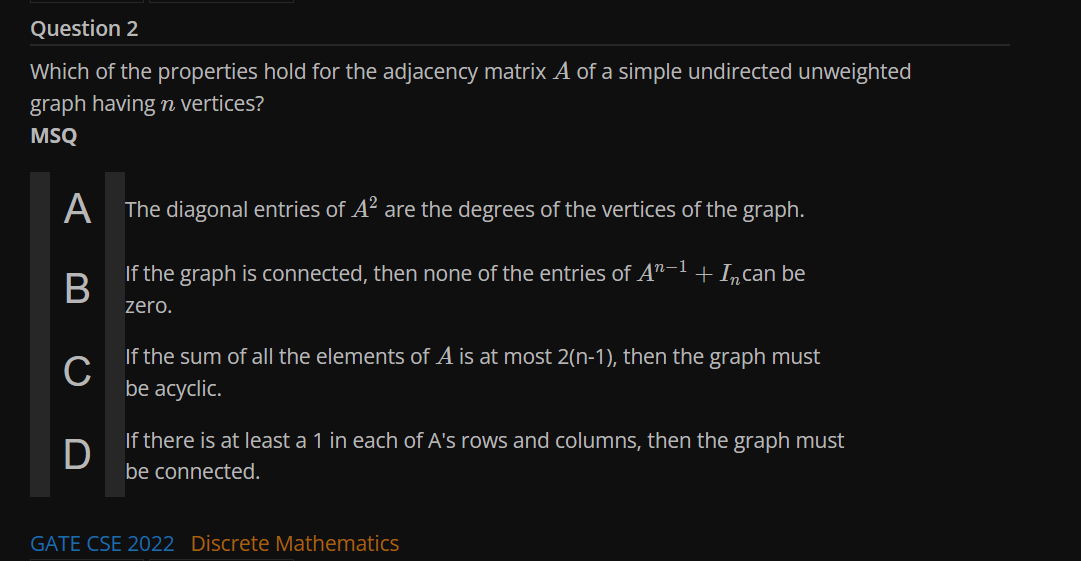 Question 2
Which of the properties hold for the adjacency matrix A of a simple undirected unweighted
graph having n vertices?
MSQ
A The diagonal entries of A² are the degrees of the vertices of the graph.
B If the graph is connected, then none of the entries of Aⁿ⁻¹ + Iₙ can be
zero.
C If the sum of all the elements of A is at most 2(n-1), then the graph must
be acyclic.
D If there is at least a 1 in each of A's rows and columns, then the graph must
be connected.
GATE CSE 2022 Discrete Mathematics